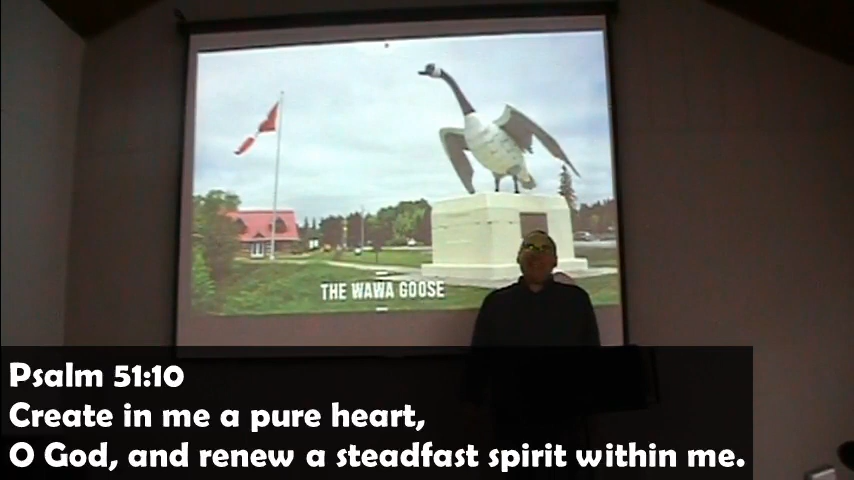 THE WAWA GOOSE
Psalm 51:10
Create in me a pure heart,
O God, and renew a steadfast spirit within me.